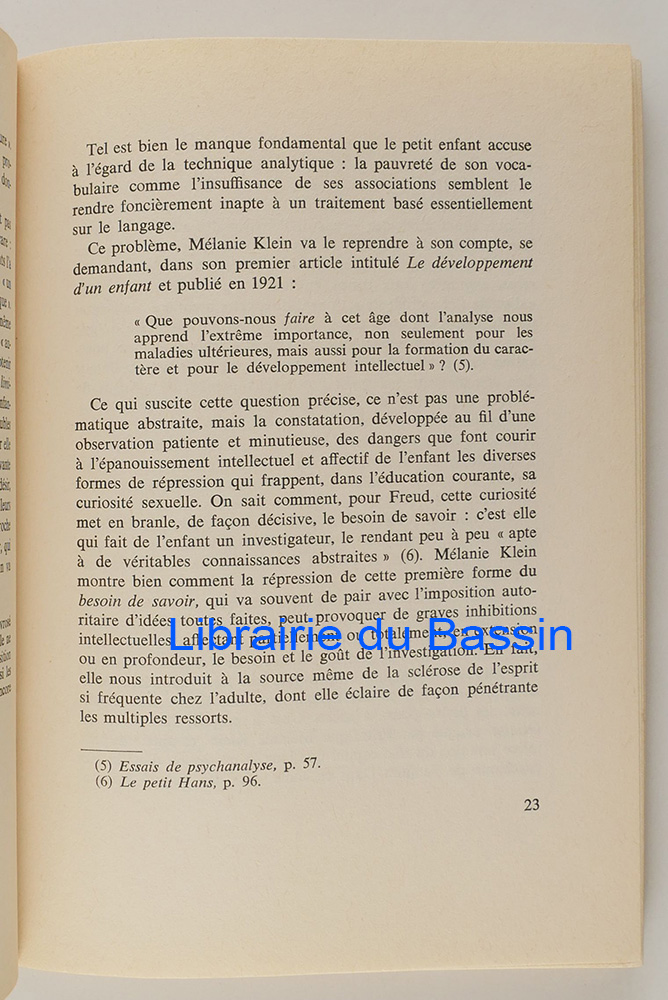 Tel est bien le manque fondamental que le petit enfant accuse
à l'égard de la technique analytique : la pauvreté de son voca-
bulaire comme l'insuffisance de ses associations semblent le
rendre foncièrement inapte à un traitement basé essentiellement
sur le langage.
Ce problème, Mélanie Klein va le reprendre à son compte, se
demandant, dans son premier article intitulé Le développement
d'un enfant et publié en 1921 :
« Que pouvons-nous faire à cet âge dont l'analyse nous
apprend l'extrême importance, non seulement pour les
maladies ultérieures, mais aussi pour la formation du carac-
tère et pour le développement intellectuel » ? (5).
Ce qui suscite cette question précise, ce n'est pas une problé-
matique abstraite, mais la constatation, développée au fil d'une
observation patiente et minutieuse, des dangers que font courir
à l'épanouissement intellectuel et affectif de l'enfant les diverses
formes de répression qui frappent, dans l'éducation courante, sa
curiosité sexuelle. On sait comment, pour Freud, cette curiosité
met en branle, de façon décisive, le besoin de savoir : c'est elle
qui fait de l'enfant un investigateur, le rendant peu à peu « apte
à de véritables connaissances abstraites » (6). Mélanie Klein
montre bien comment la répression de cette première forme du
besoin de savoir, qui va souvent de pair avec l'imposition auto-
ritaire d'idées toutes faites, peut provoquer de graves inhibitions
intellectuelles affectant partiellement ou totalement, en extension
ou en profondeur, le besoin et le goût de l'investigation. En fait,
elle nous introduit à la source même de la sclérose de l'esprit
si fréquente chez l'adulte, dont elle éclaire de façon pénétrante
les multiples ressorts.
(5) Essais de psychanalyse, p. 57.
(6) Le petit Hans, p. 96.
23
Librairie du Bassin